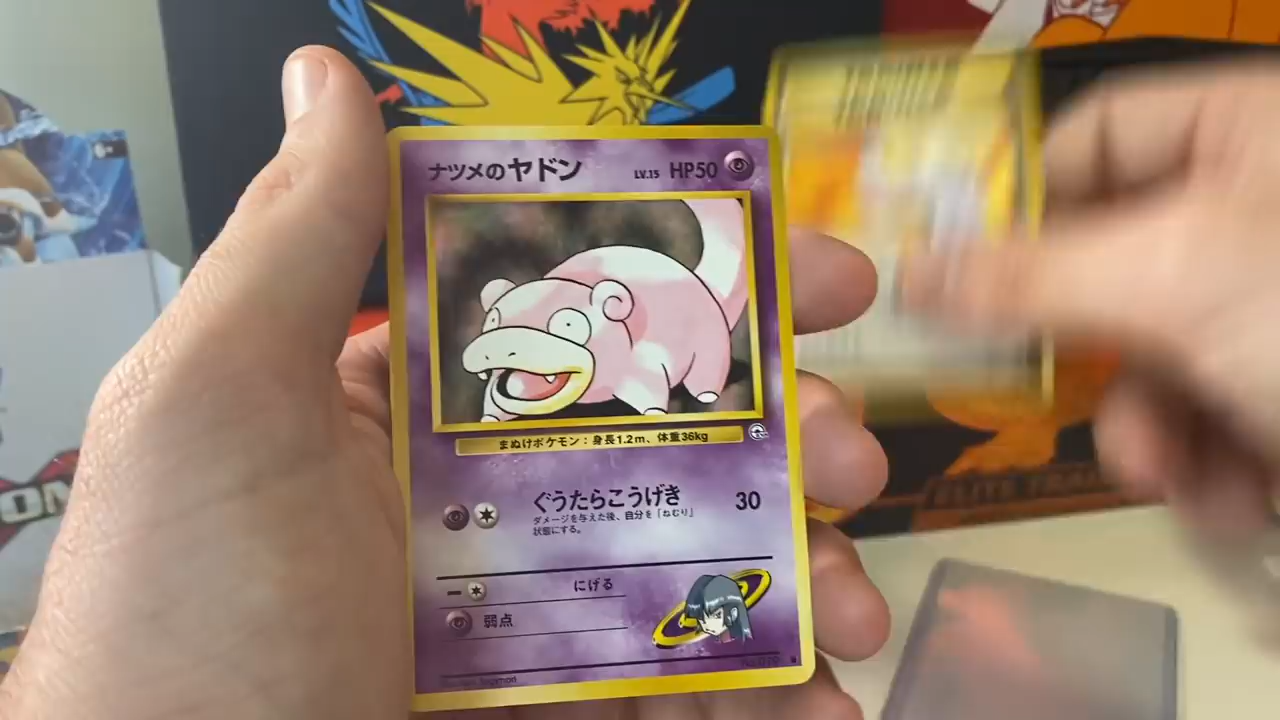 ナツメのヤドン LV.15 HP50
まぬけポケモン：身長1.2m、体重36kg
ぐうたらこうげき 30
ダメージを与えた後、自分を「ねむり」
状態にする。
にげる
弱点
ELITE TRA
ON